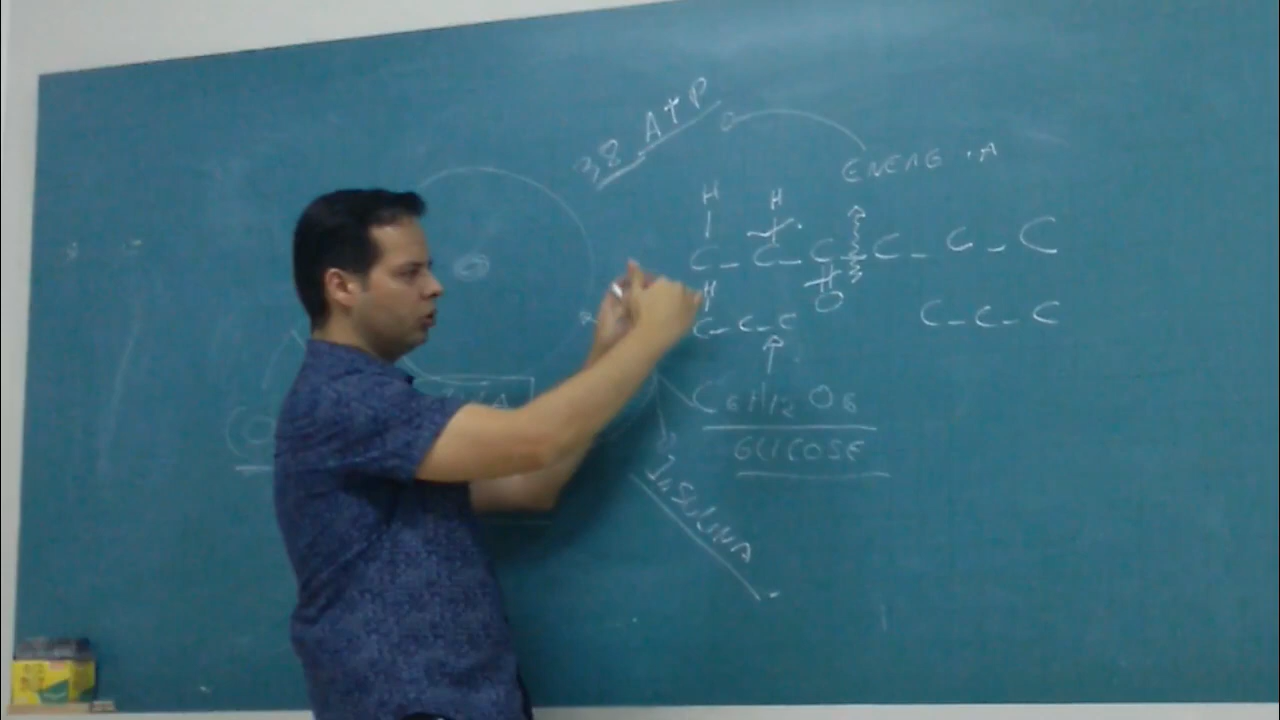 38 ATP
ENERGIA
H H
C - C - C - C - C - C
H
O
C - C - C
C - C - C
C6H12O6
GLICOSE
INSULINA